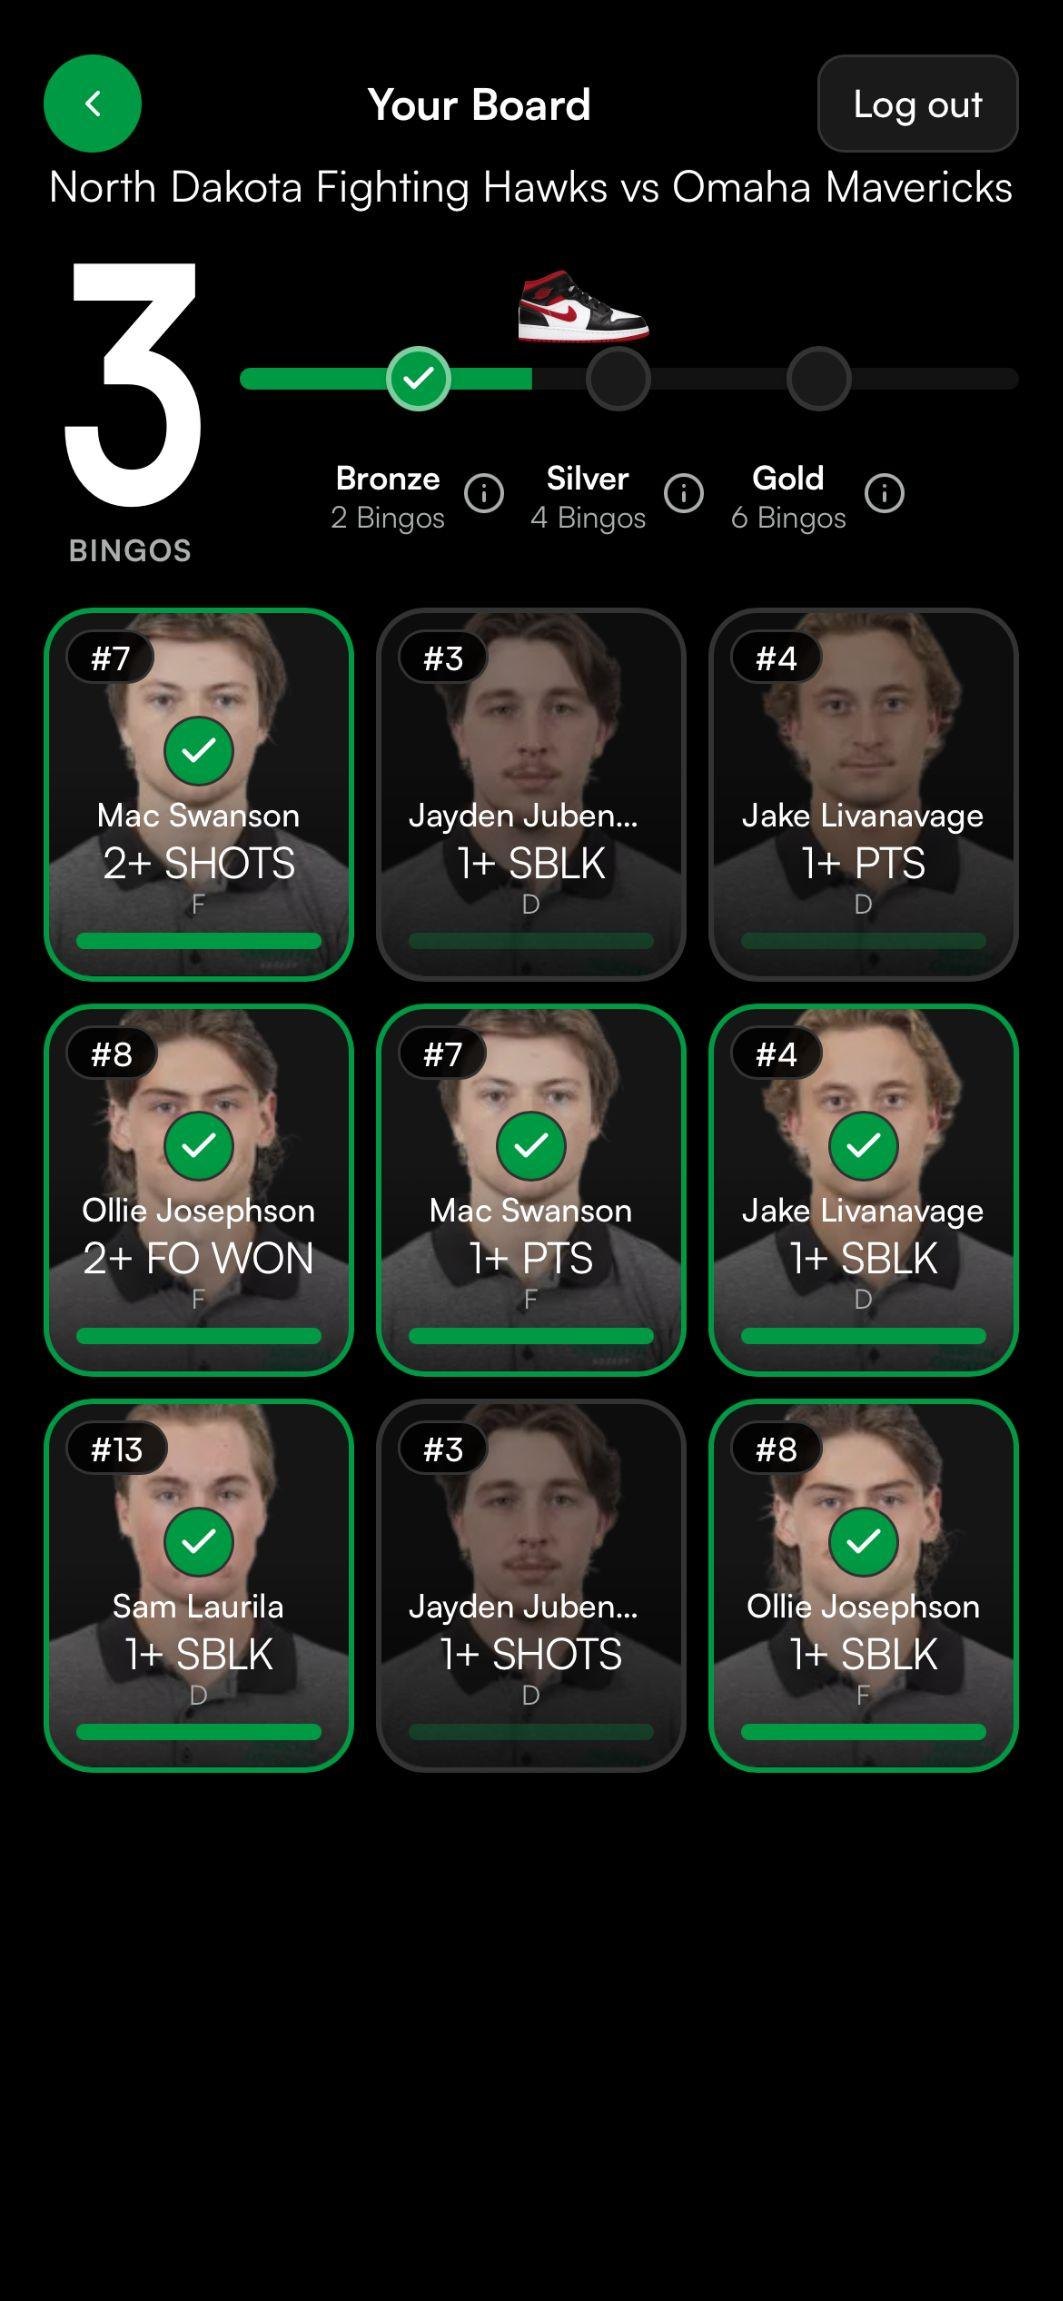 Your Board
Log out
North Dakota Fighting Hawks vs Omaha Mavericks
3
BINGOS
Bronze
2 Bingos
Silver
4 Bingos
Gold
6 Bingos
#7
Mac Swanson
2+ SHOTS
F
#3
Jayden Juben...
1+ SBLK
D
#4
Jake Livanavage
1+ PTS
D
#8
Ollie Josephson
2+ FO WON
F
#7
Mac Swanson
1+ PTS
F
#4
Jake Livanavage
1+ SBLK
D
#13
Sam Laurila
1+ SBLK
D
#3
Jayden Juben...
1+ SHOTS
D
#8
Ollie Josephson
1+ SBLK
F